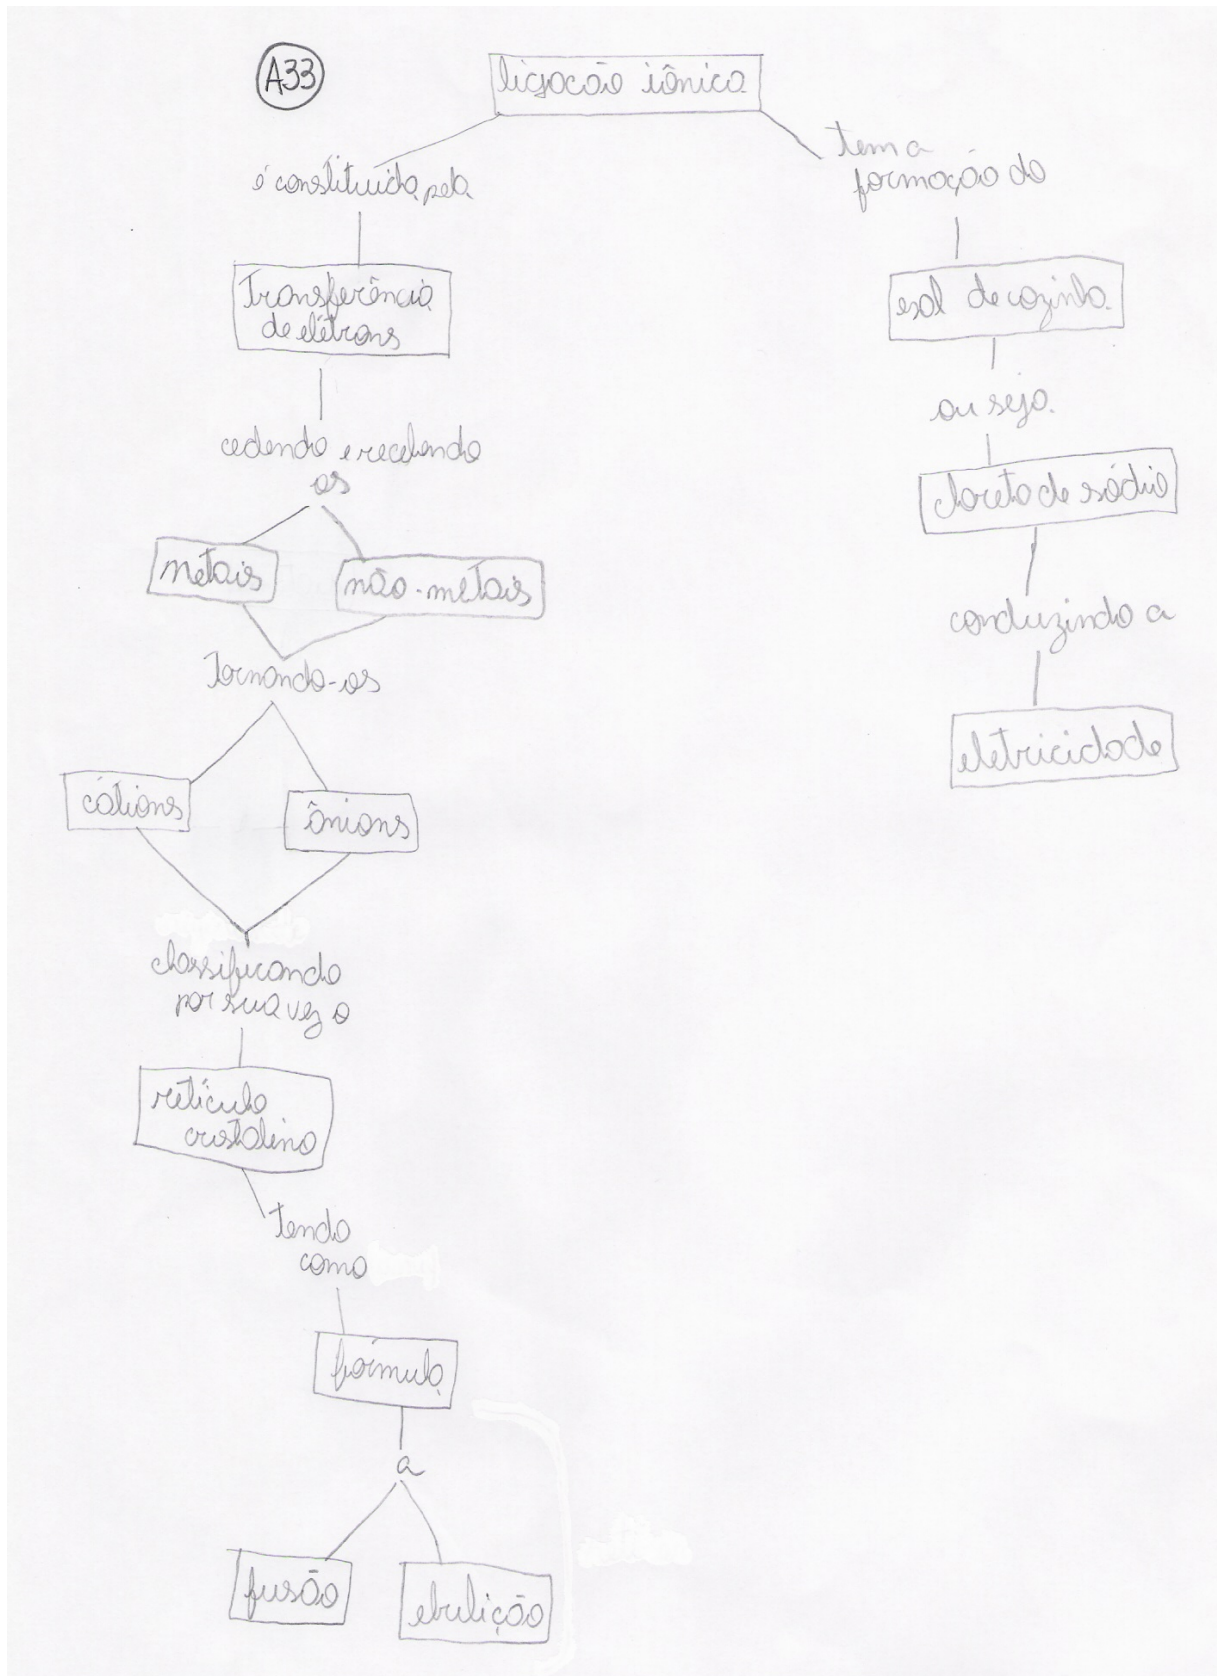 A33
ligação iônica
é constituida pela
Transferência
de elétrons
cedendo e recebendo
os
metais
não-metais
Tornando-os
cátions
ânions
classificando
por sua vez o
retículo
cristalino
Tendo
como
fórmula
a
fusão
ebulição
tem a
formação do
sal de cozinha
ou seja
cloreto de sódio
conduzindo a
eletricidade